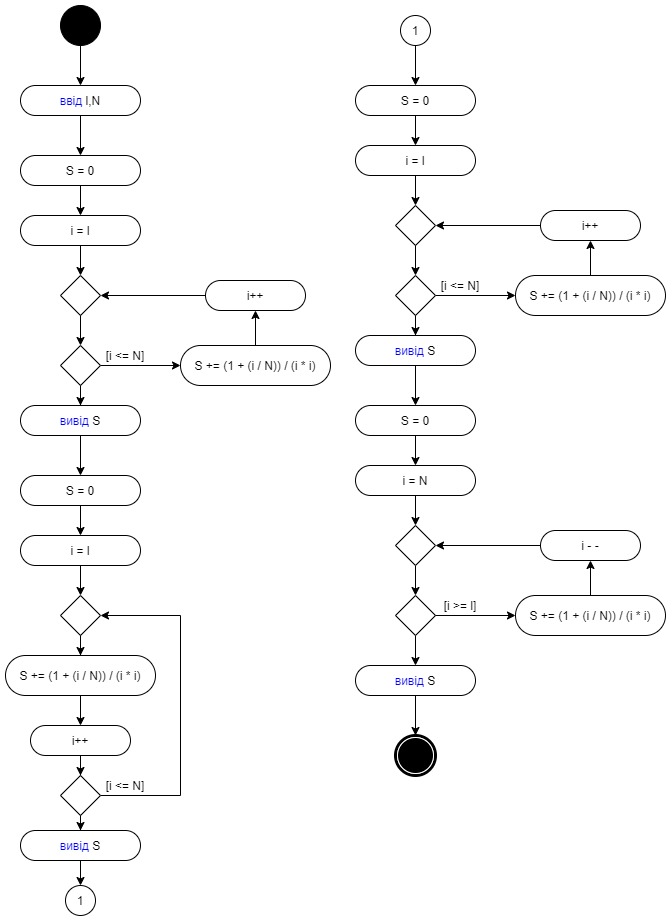 ввід I,N
S = 0
i = I
i++
[i <= N]
S += (1 + (i / N)) / (i * i)
вивід S
S = 0
i = I
S += (1 + (i / N)) / (i * i)
i++
[i <= N]
вивід S
1
1
S = 0
i = I
i++
[i <= N]
S += (1 + (i / N)) / (i * i)
вивід S
S = 0
i = N
i - -
[i >= I]
S += (1 + (i / N)) / (i * i)
вивід S